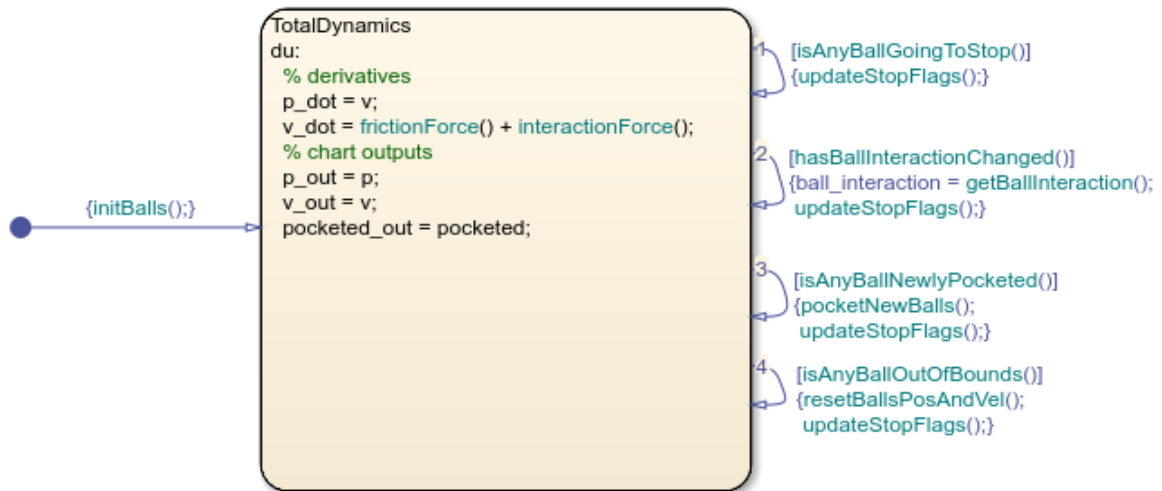 TotalDynamics
du:
% derivatives
p_dot = v;
v_dot = frictionForce() + interactionForce();
% chart outputs
p_out = p;
v_out = v;
pocketed_out = pocketed;
{initBalls();}
1
[isAnyBallGoingToStop()]
{updateStopFlags();}
2
[hasBallInteractionChanged()]
{ball_interaction = getBallInteraction();
updateStopFlags();}
3
[isAnyBallNewlyPocketed()]
{pocketNewBalls();
updateStopFlags();}
4
[isAnyBallOutOfBounds()]
{resetBallsPosAndVel();
updateStopFlags();}